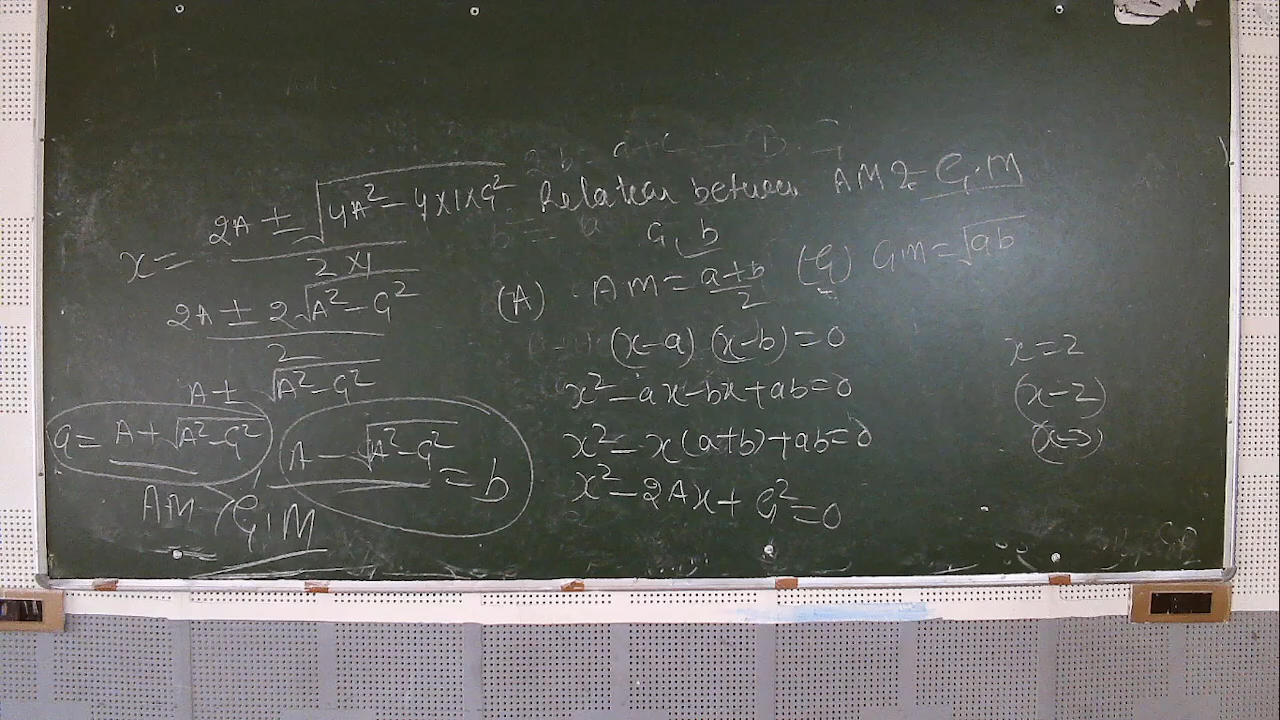 Relation between AM & G.M
a, b
(A) AM = a+b/2 (G) GM = √ab
(x-a) (x-b) = 0
x² - ax - bx + ab = 0
x² - x(a+b) + ab = 0
x² - 2Ax + G² = 0
x = 2
(x-2)
(x-3)
x = 2A ± √4A² - 4×1×G² / 2×1
2A ± 2√A² - G² / 2
A ± √A² - G²
a = A + √A² - G²
A - √A² - G² = b
AM > G.M